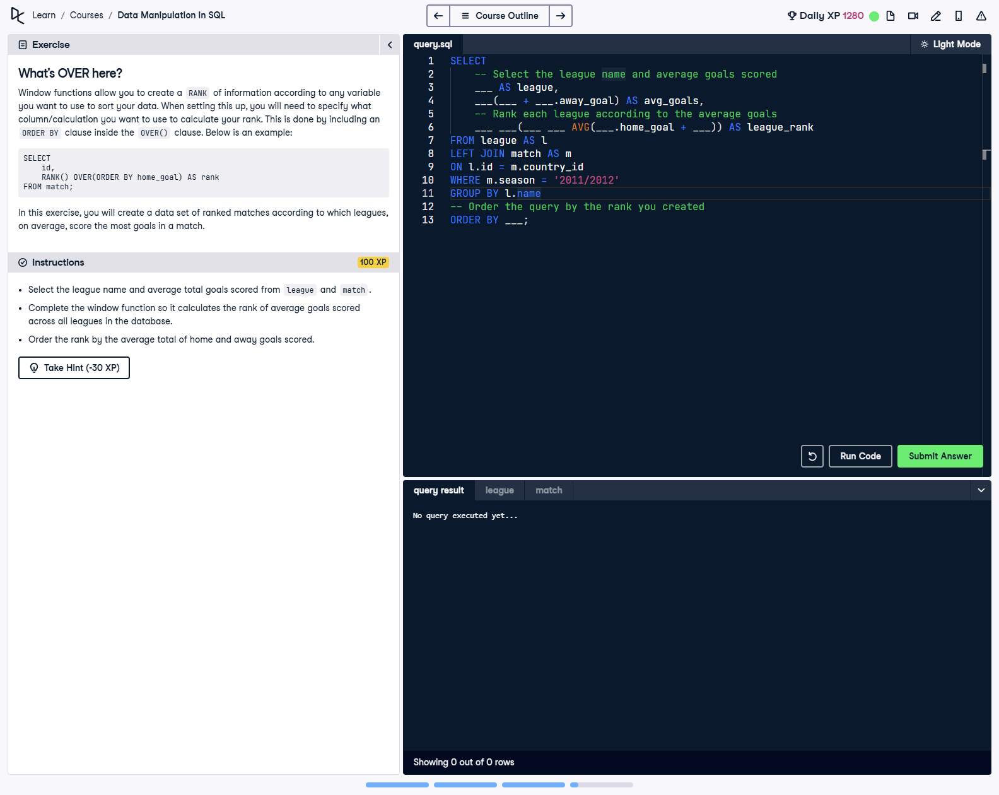 Learn / Courses / Data Manipulation in SQL
Course Outline
Daily XP 1280
Exercise
What's OVER here?
Window functions allow you to create a RANK of information according to any variable
you want to use to sort your data. When setting this up, you will need to specify what
column/calculation you want to use to calculate your rank. This is done by including an
ORDER BY clause inside the OVER() clause. Below is an example:
SELECT
    id,
    RANK() OVER(ORDER BY home_goal) AS rank
FROM match;
In this exercise, you will create a data set of ranked matches according to which leagues,
on average, score the most goals in a match.
Instructions
100 XP
• Select the league name and average total goals scored from league and match.
• Complete the window function so it calculates the rank of average goals scored
across all leagues in the database.
• Order the rank by the average total of home and away goals scored.
Take Hint (-30 XP)
query.sql
Light Mode
1 SELECT
2     -- Select the league name and average goals scored
3     ___ AS league,
4     ___(___ + ___.away_goal) AS avg_goals,
5     -- Rank each league according to the average goals
6     ___ ___(___ ___ AVG(___.home_goal + ___)) AS league_rank
7 FROM league AS l
8 LEFT JOIN match AS m
9 ON l.id = m.country_id
10 WHERE m.season = '2011/2012'
11 GROUP BY l.name
12 -- Order the query by the rank you created
13 ORDER BY ___;
Run Code
Submit Answer
query result
league
match
No query executed yet...
Showing 0 out of 0 rows